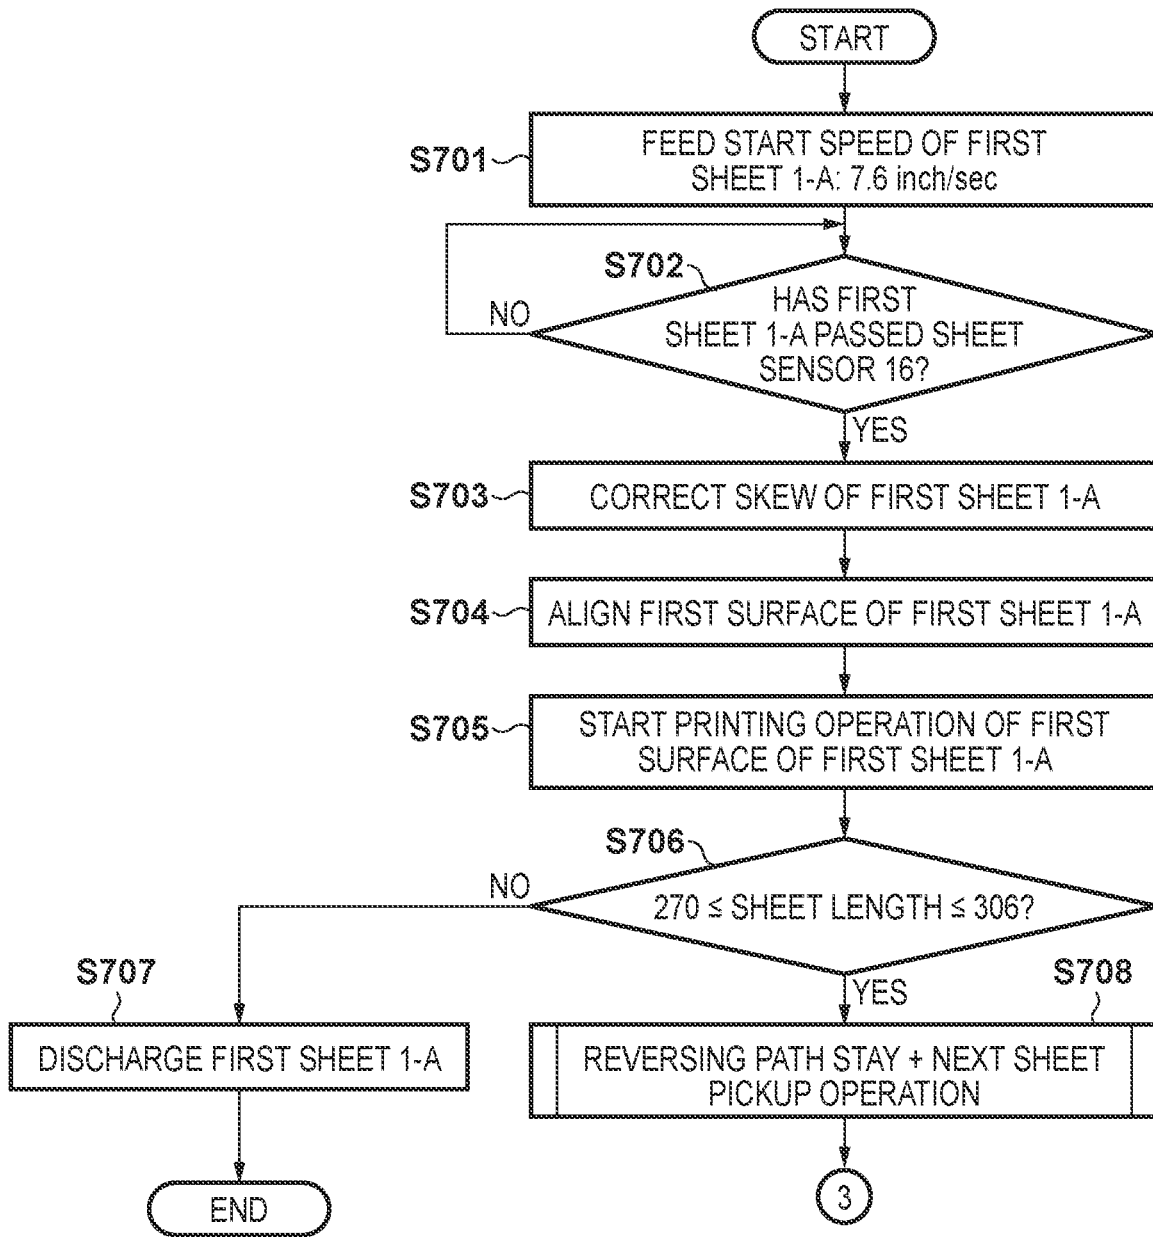 START
S701
FEED START SPEED OF FIRST
SHEET 1-A: 7.6 inch/sec
S702
HAS FIRST
SHEET 1-A PASSED SHEET
SENSOR 16?
NO
YES
S703
CORRECT SKEW OF FIRST SHEET 1-A
S704
ALIGN FIRST SURFACE OF FIRST SHEET 1-A
S705
START PRINTING OPERATION OF FIRST
SURFACE OF FIRST SHEET 1-A
S706
270 ≤ SHEET LENGTH ≤ 306?
NO
YES
S707
DISCHARGE FIRST SHEET 1-A
END
S708
REVERSING PATH STAY + NEXT SHEET
PICKUP OPERATION
3